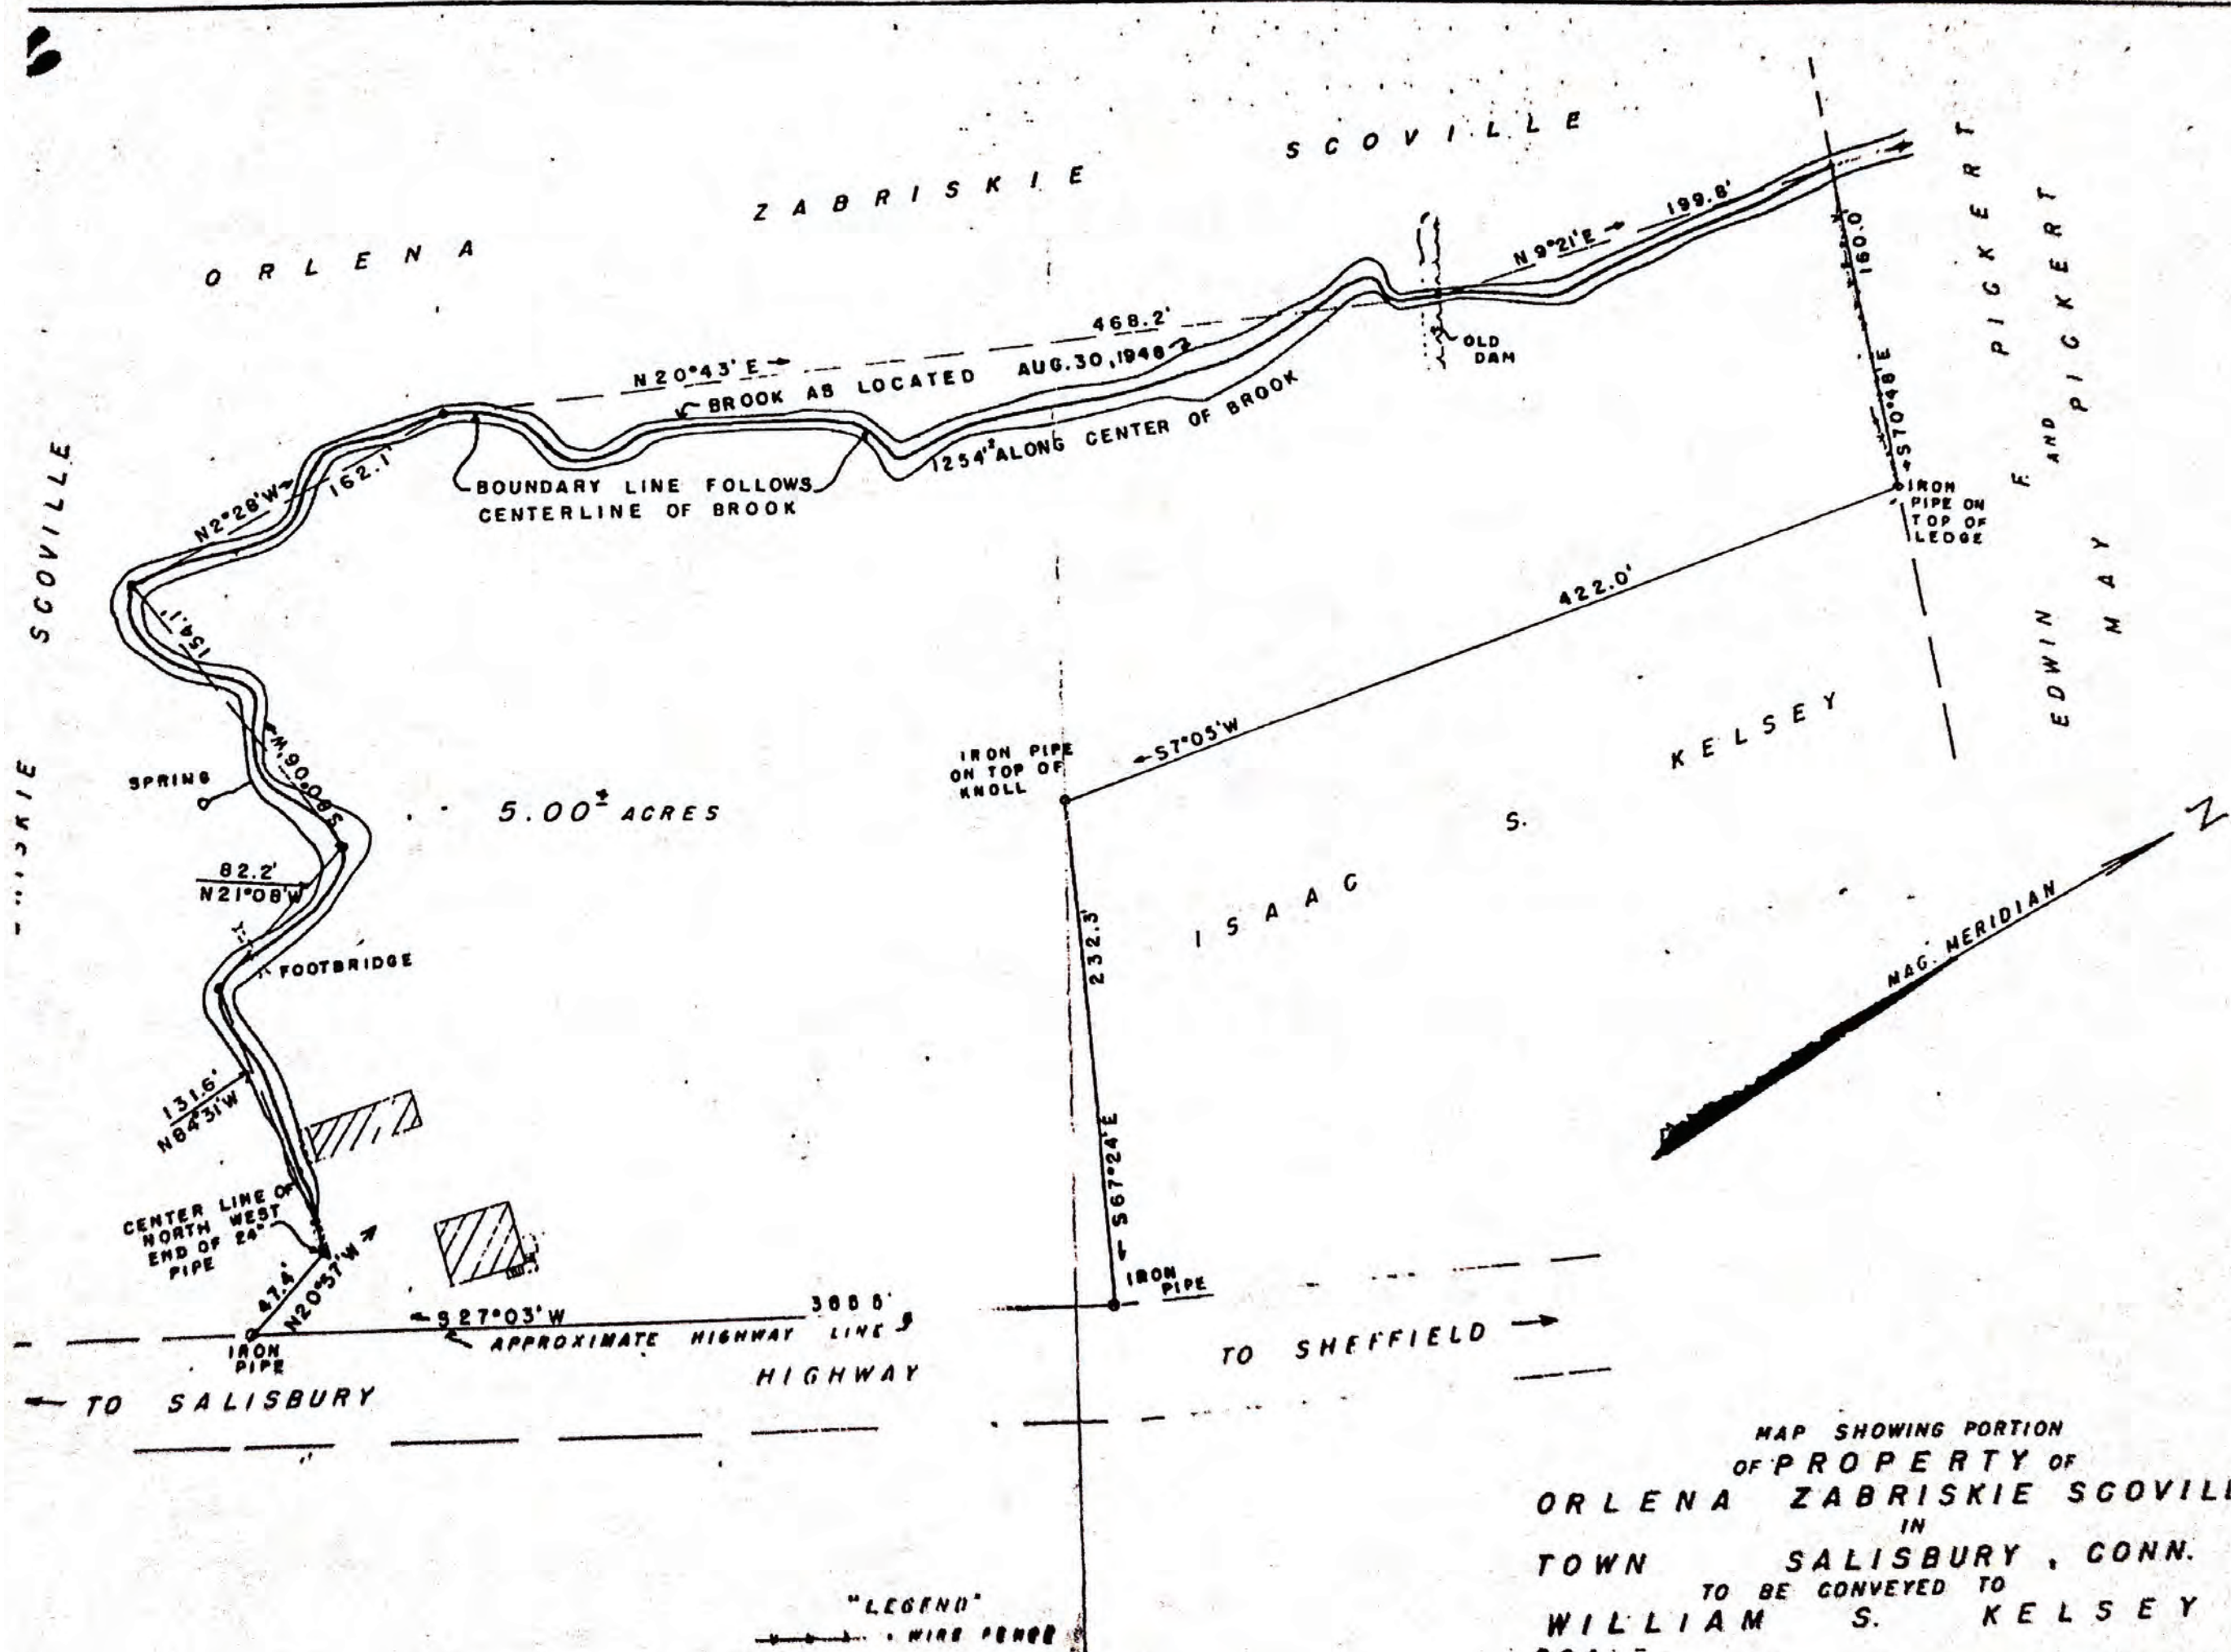 ORLENA ZABRISKIE SCOVILLE
SCOVILLE
EDWIN F. PICKERT
AND
MAY PICKERT
N 9°21'E
199.8'
160.0'
S70°48'E
OLD
DAM
468.2'
N 20°43' E
BROOK AS LOCATED AUG. 30, 1948
1254'± ALONG CENTER OF BROOK
BOUNDARY LINE FOLLOWS
CENTERLINE OF BROOK
N2°28'W
162.1'
IRON
PIPE ON
TOP OF
LEDGE
422.0'
S7°05'W
154.1'
S80°06'W
SPRING
5.00± ACRES
IRON PIPE
ON TOP OF
KNOLL
ISAAC S. KELSEY
82.2'
N21°08'W
FOOTBRIDGE
232.3'
S67°24'E
N
MAG. MERIDIAN
131.6'
N84°31'W
CENTER LINE OF
NORTH WEST
END OF 24"
PIPE
47.4'
N20°57'W
IRON
PIPE
S27°03'W
APPROXIMATE HIGHWAY LINE
IRON
PIPE
HIGHWAY
TO SALISBURY
TO SHEFFIELD
MAP SHOWING PORTION
OF PROPERTY OF
ORLENA ZABRISKIE SCOVILL
IN
TOWN SALISBURY, CONN.
TO BE CONVEYED TO
WILLIAM S. KELSEY
"LEGEND"
WIRE FENCE